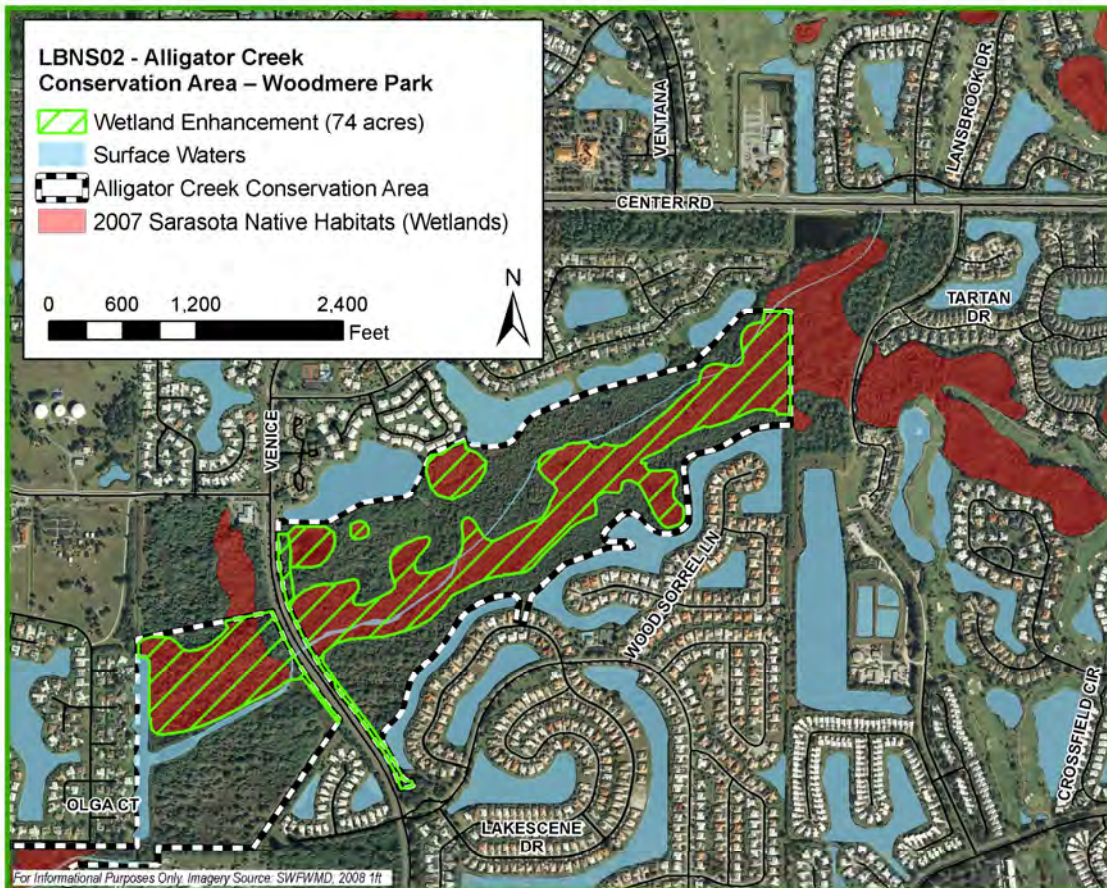 LBNS02 - Alligator Creek
Conservation Area – Woodmere Park
Wetland Enhancement (74 acres)
Surface Waters
Alligator Creek Conservation Area
2007 Sarasota Native Habitats (Wetlands)
N
0 600 1,200 2,400
Feet
VENTANA
LANSBROOK DR
CENTER RD
TARTAN
DR
VENICE
WOOD SORREL LN
CROSSFIELD CIR
OLGA CT
LAKESCENE
DR
For Informational Purposes Only. Imagery Source: SWFWMD, 2008 1ft